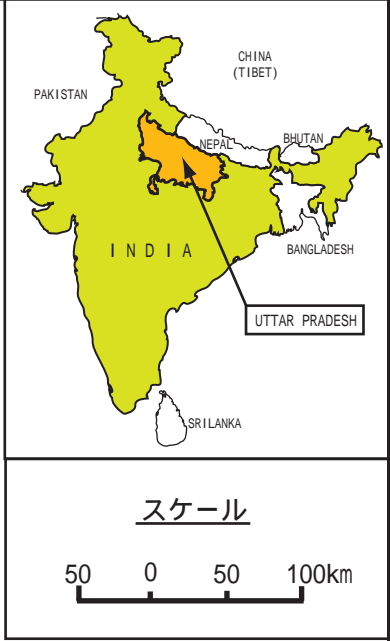 CHINA
(TIBET)
PAKISTAN
NEPAL
BHUTAN
INDIA
BANGLADESH
UTTAR PRADESH
SRILANKA
スケール
50 0 50 100km